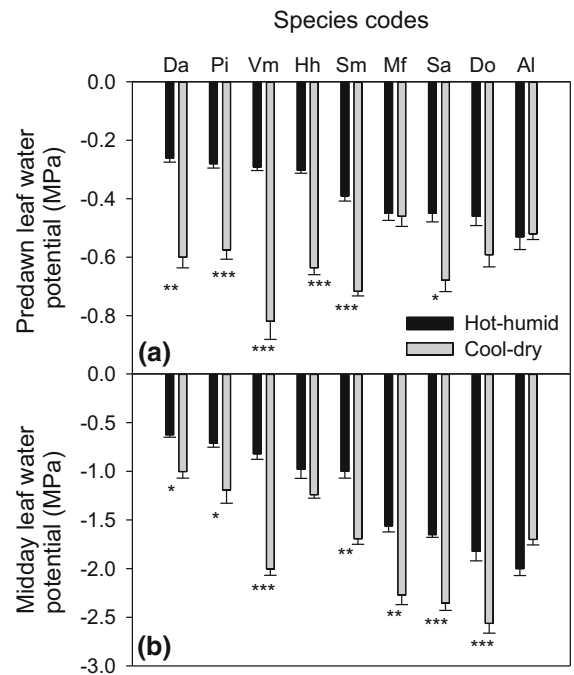 Species codes
Da Pi Vm Hh Sm Mf Sa Do Al
Predawn leaf water
potential (MPa)
0.0
-0.2
-0.4
-0.6
-0.8
** *** *** *** *** *
(a)
Hot-humid
Cool-dry
Midday leaf water
potential (MPa)
0.0
-0.5
-1.0
-1.5
-2.0
-2.5
-3.0
* * *** ** ** *** ***
(b)